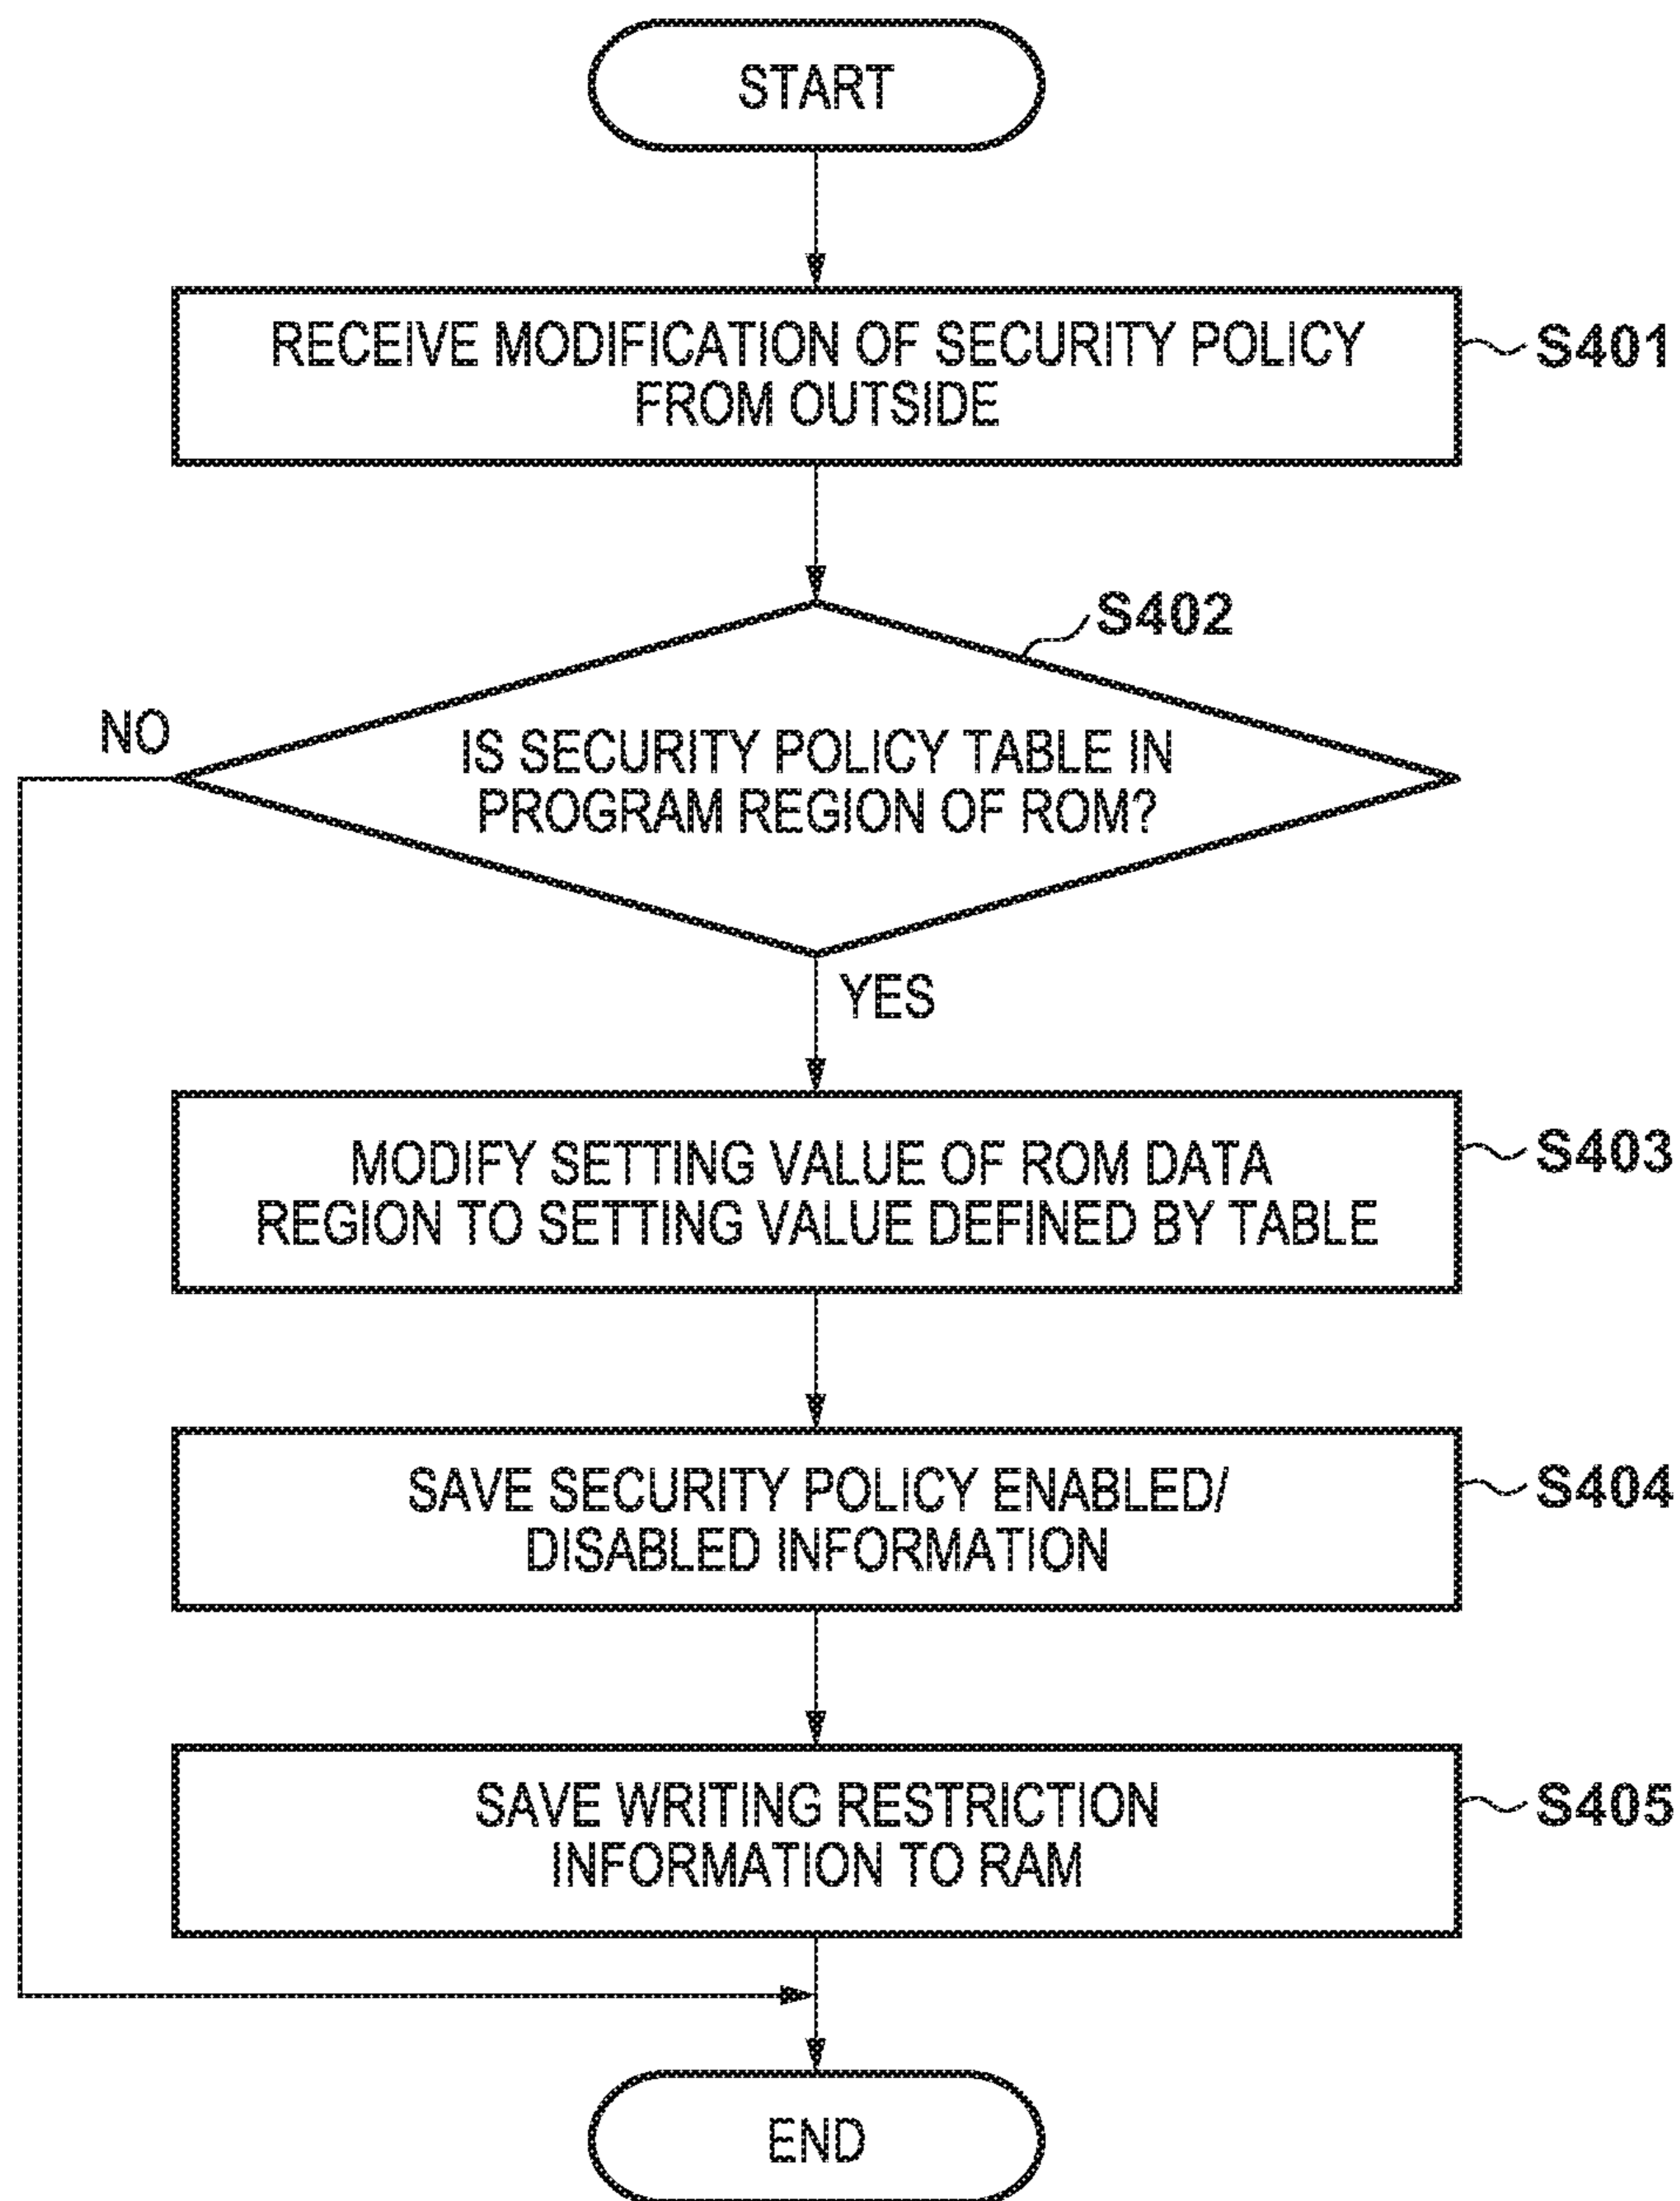 START
RECEIVE MODIFICATION OF SECURITY POLICY
FROM OUTSIDE
S401
S402
NO
IS SECURITY POLICY TABLE IN
PROGRAM REGION OF ROM?
YES
MODIFY SETTING VALUE OF ROM DATA
REGION TO SETTING VALUE DEFINED BY TABLE
S403
SAVE SECURITY POLICY ENABLED/
DISABLED INFORMATION
S404
SAVE WRITING RESTRICTION
INFORMATION TO RAM
S405
END